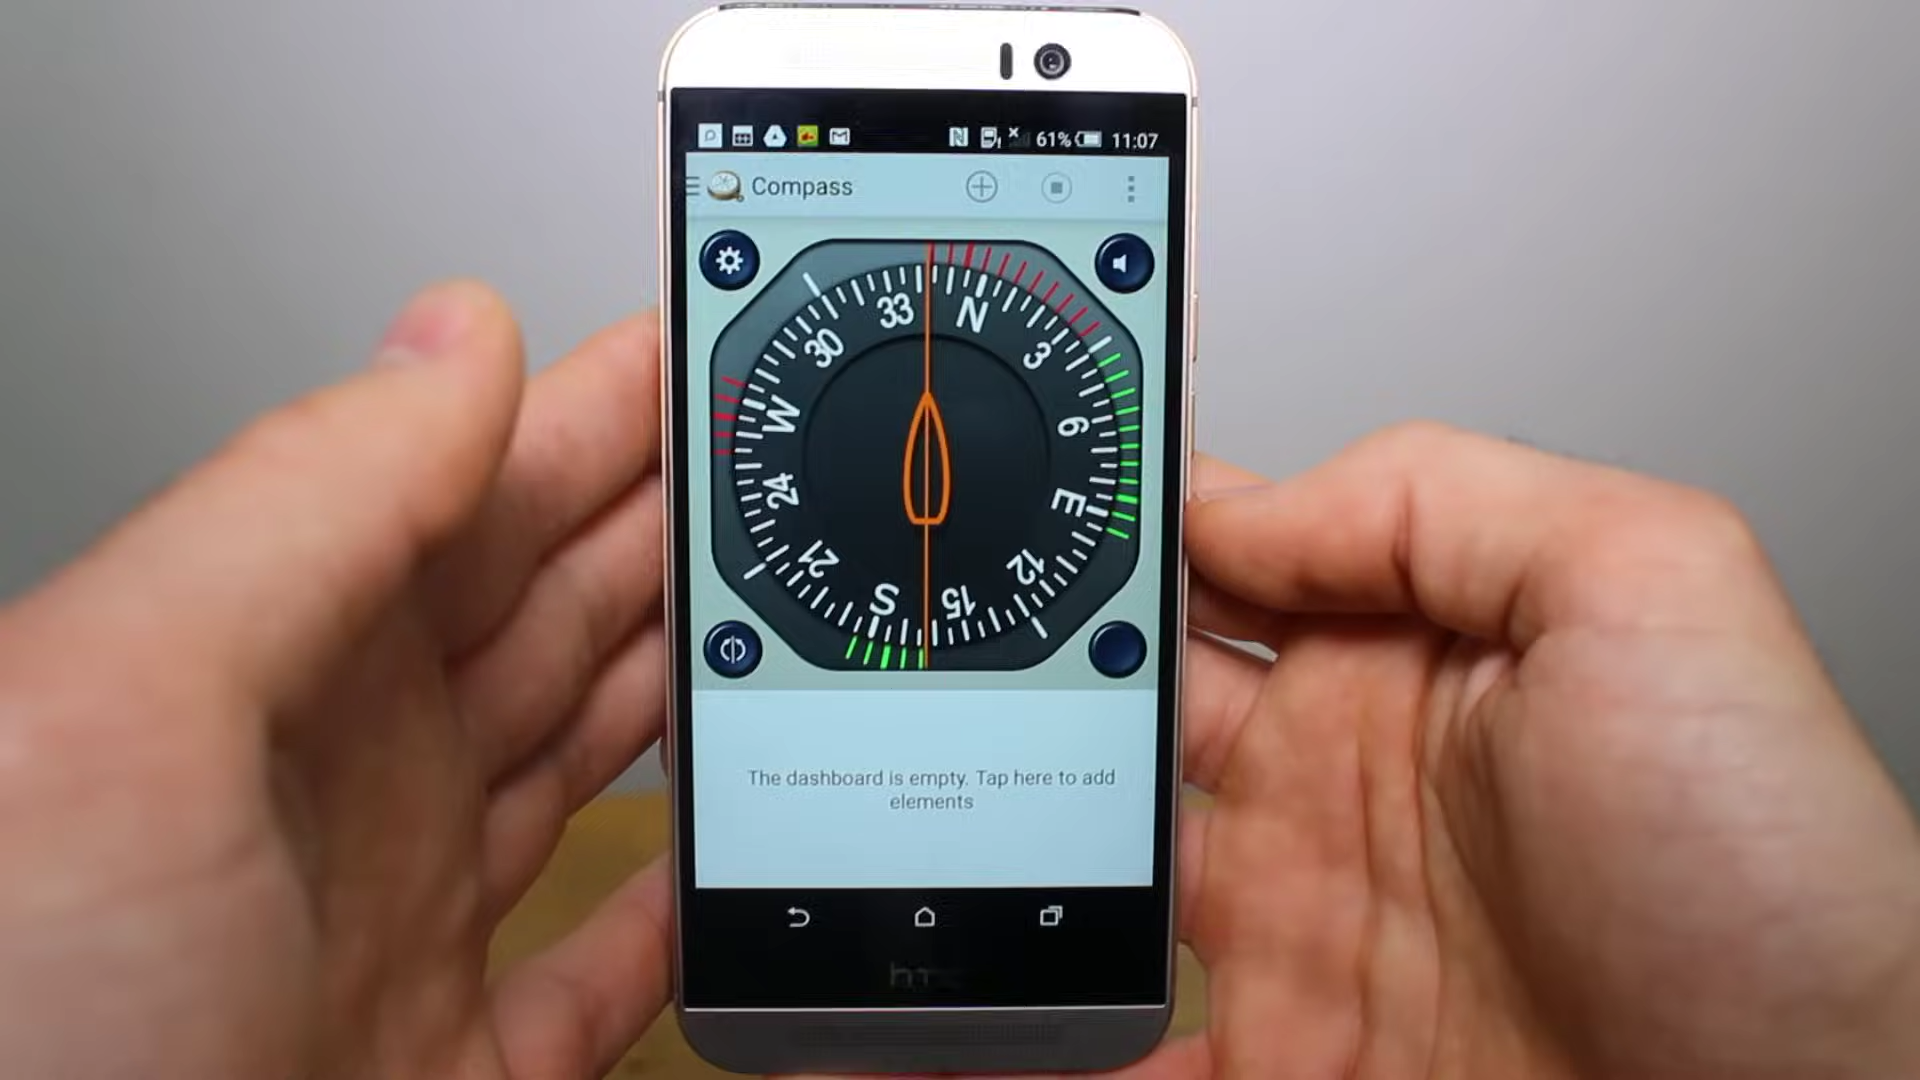 61% 11:07
Compass
33 N 3 6 E 12 15 S 21 24 W 30
The dashboard is empty. Tap here to add
elements